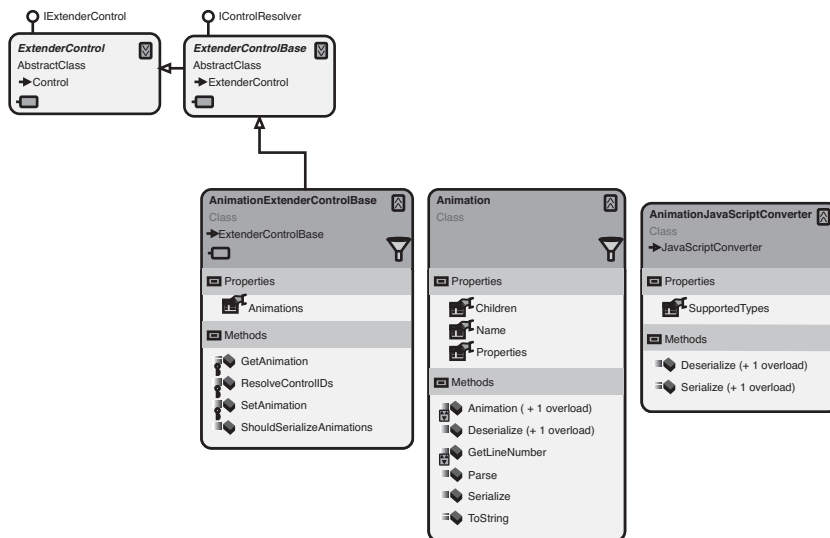 IExtenderControl
IControlResolver
ExtenderControl
AbstractClass
Control
ExtenderControlBase
AbstractClass
ExtenderControl
AnimationExtenderControlBase
Class
ExtenderControlBase
Properties
Animations
Methods
GetAnimation
ResolveControlIDs
SetAnimation
ShouldSerializeAnimations
Animation
Class
Properties
Children
Name
Properties
Methods
Animation ( + 1 overload)
Deserialize (+ 1 overload)
GetLineNumber
Parse
Serialize
ToString
AnimationJavaScriptConverter
Class
JavaScriptConverter
Properties
SupportedTypes
Methods
Deserialize (+ 1 overload)
Serialize (+ 1 overload)